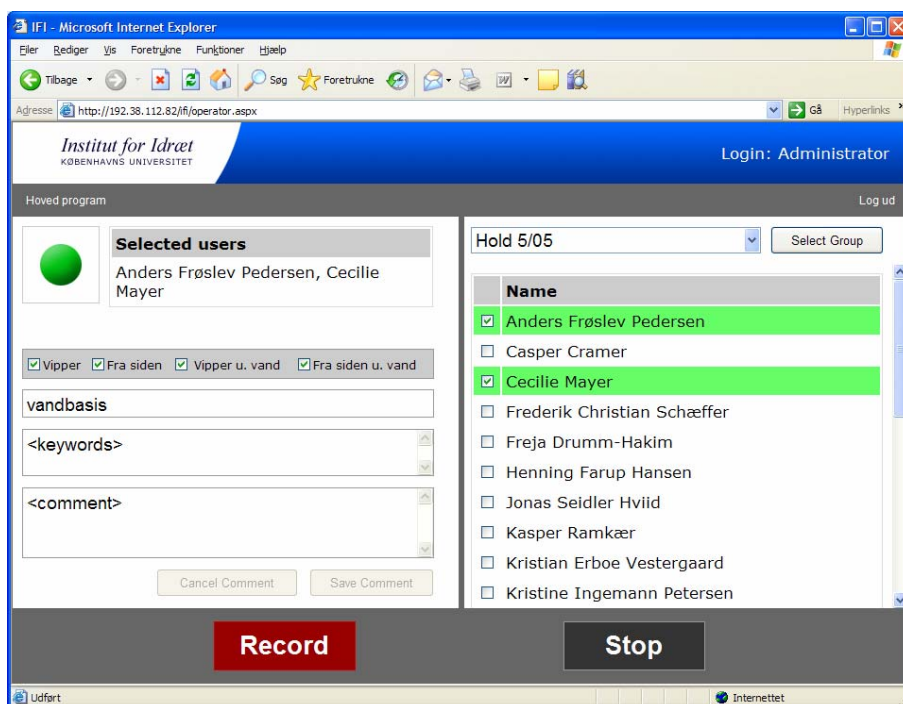 IFI - Microsoft Internet Explorer
Filer Rediger Vis Foretrukne Funktioner Hjælp
Tilbage Søg Foretrukne
Adresse http://192.38.112.82/ifi/operator.aspx Gå Hyperlinks
Institut for Idræt
KØBENHAVNS UNIVERSITET
Login: Administrator
Hoved program Log ud
Selected users
Anders Frøslev Pedersen, Cecilie
Mayer
Vipper Fra siden Vipper u. vand Fra siden u. vand
vandbasis
<keywords>
<comment>
Cancel Comment Save Comment
Hold 5/05 Select Group
Name
Anders Frøslev Pedersen
Casper Cramer
Cecilie Mayer
Frederik Christian Schæffer
Freja Drumm-Hakim
Henning Farup Hansen
Jonas Seidler Hviid
Kasper Ramkær
Kristian Erboe Vestergaard
Kristine Ingemann Petersen
Record Stop
Udført Internettet